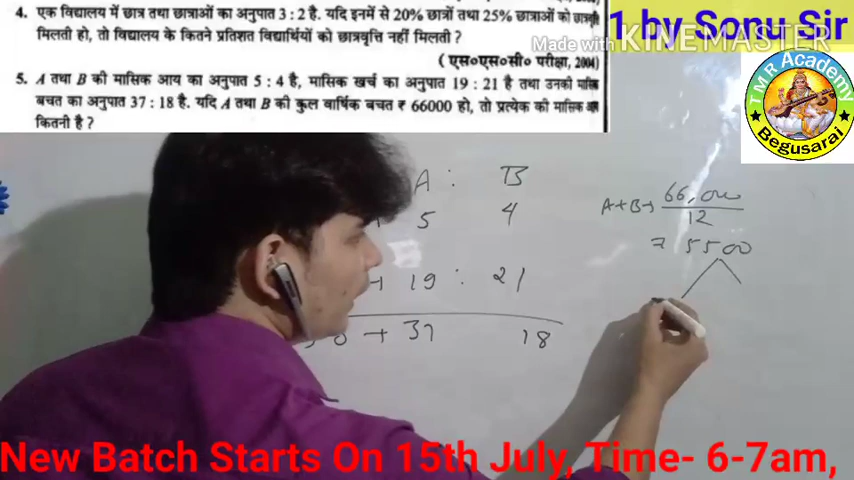 4. एक विद्यालय में छात्र तथा छात्राओं का अनुपात 3 : 2 है. यदि इनमें से 20% छात्रों तथा 25% छात्राओं को छात्रवृत्ति
मिलती हो, तो विद्यालय के कितने प्रतिशत विद्यार्थियों को छात्रवृत्ति नहीं मिलती ?
( एस०एस०सी० परीक्षा, 2004)
5. A तथा B की मासिक आय का अनुपात 5 : 4 है, मासिक खर्च का अनुपात 19 : 21 है तथा उनकी मासिक
बचत का अनुपात 37 : 18 है. यदि A तथा B की कुल वार्षिक बचत ₹ 66000 हो, तो प्रत्येक की मासिक
कितनी है ?
1 by Sonu Sir
Made with KINEMASTER
TMR Academy
Begusarai
A : B
5 4
19 : 21
37 18
A+B→ 66,000
12
= 5500
New Batch Starts On 15th July, Time- 6-7am,